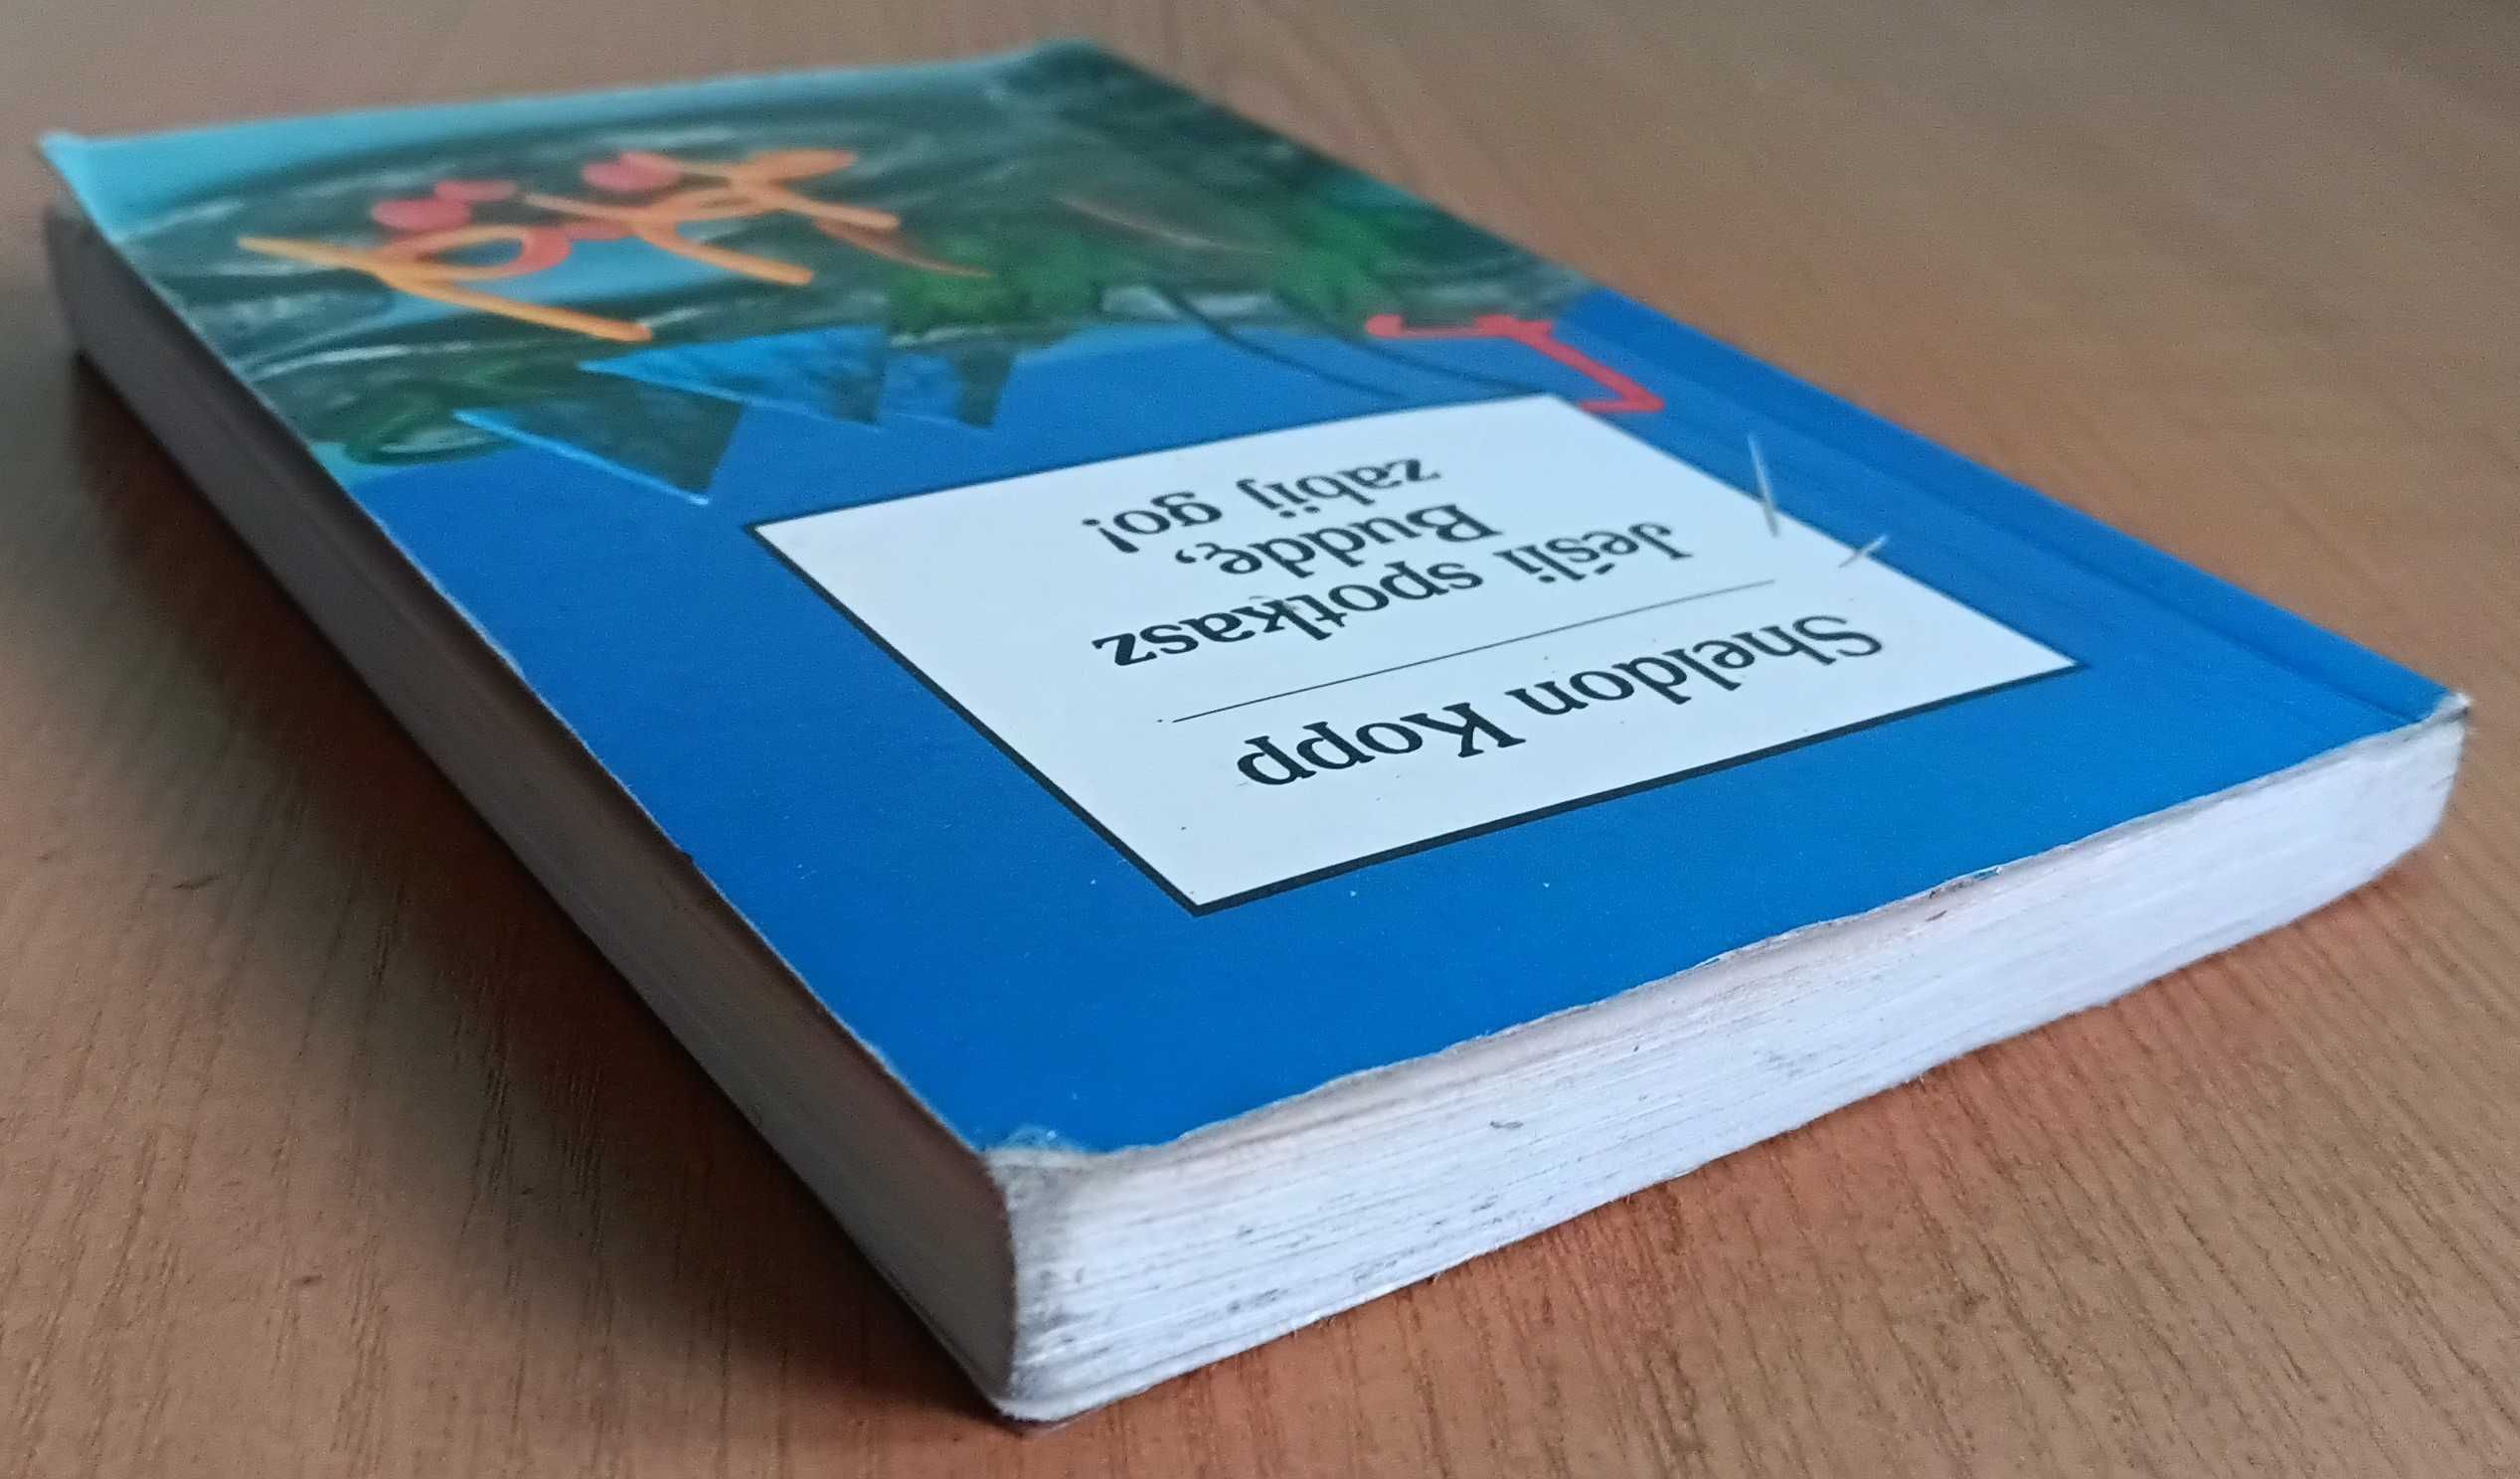 Sheldon Kopp
Jeśli spotkasz
Buddę,
zabij go!